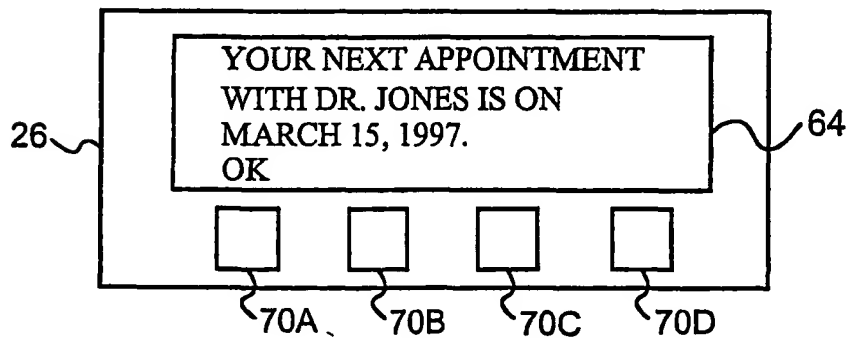 YOUR NEXT APPOINTMENT
WITH DR. JONES IS ON
MARCH 15, 1997.
OK
26
64
70A
70B
70C
70D